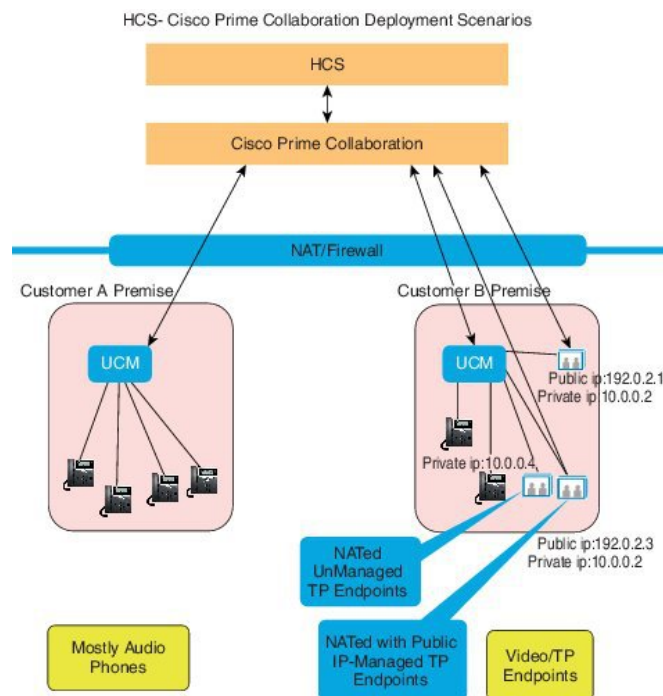 HCS- Cisco Prime Collaboration Deployment Scenarios
HCS
Cisco Prime Collaboration
NAT/Firewall
Customer A Premise
Customer B Premise
UCM
UCM
Public ip:192.0.2.1
Private ip:10.0.0.2
Private ip:10.0.0.4
Public ip:192.0.2.3
Private ip:10.0.0.2
NATed
UnManaged
TP Endpoints
NATed with Public
IP-Managed TP
Endpoints
Mostly Audio
Phones
Video/TP
Endpoints